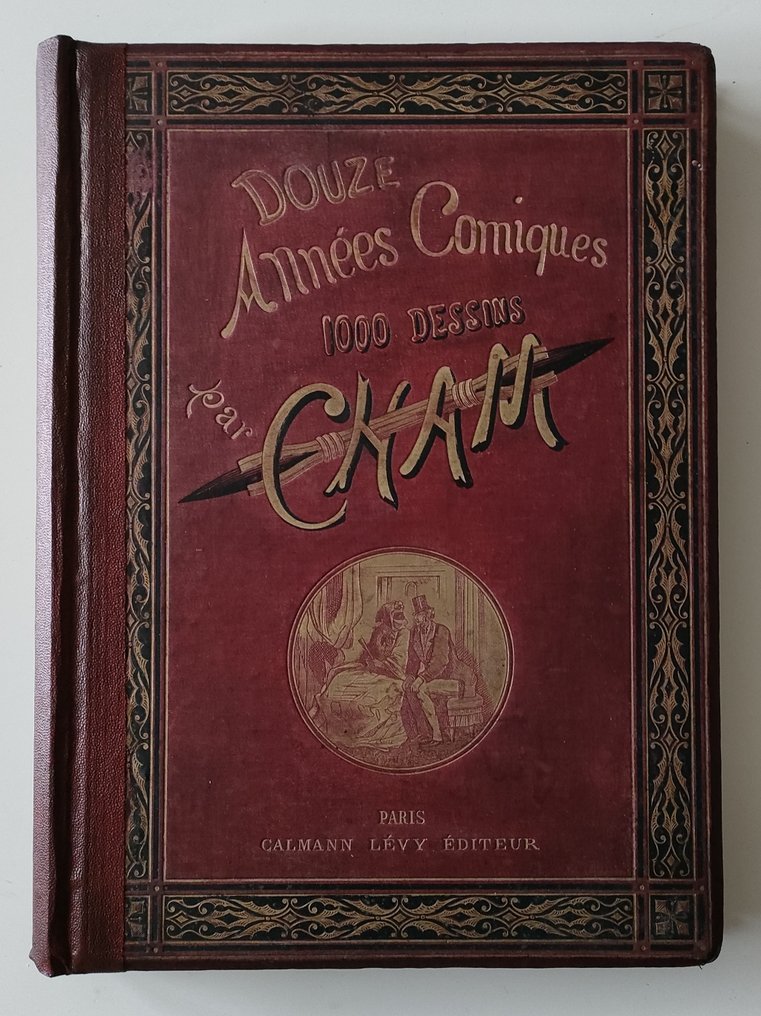 DOUZE
Années Comiques
1000 DESSINS
par
CHAM
PARIS
CALMANN LÉVY ÉDITEUR